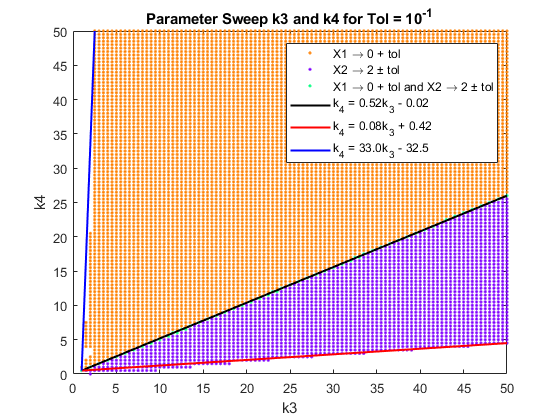 Parameter Sweep k3 and k4 for Tol = 10⁻¹
X1 → 0 + tol
X2 → 2 ± tol
X1 → 0 + tol and X2 → 2 ± tol
k₄ = 0.52k₃ - 0.02
k₄ = 0.08k₃ + 0.42
k₄ = 33.0k₃ - 32.5
k4
50
45
40
35
30
25
20
15
10
5
0
0 5 10 15 20 25 30 35 40 45 50
k3